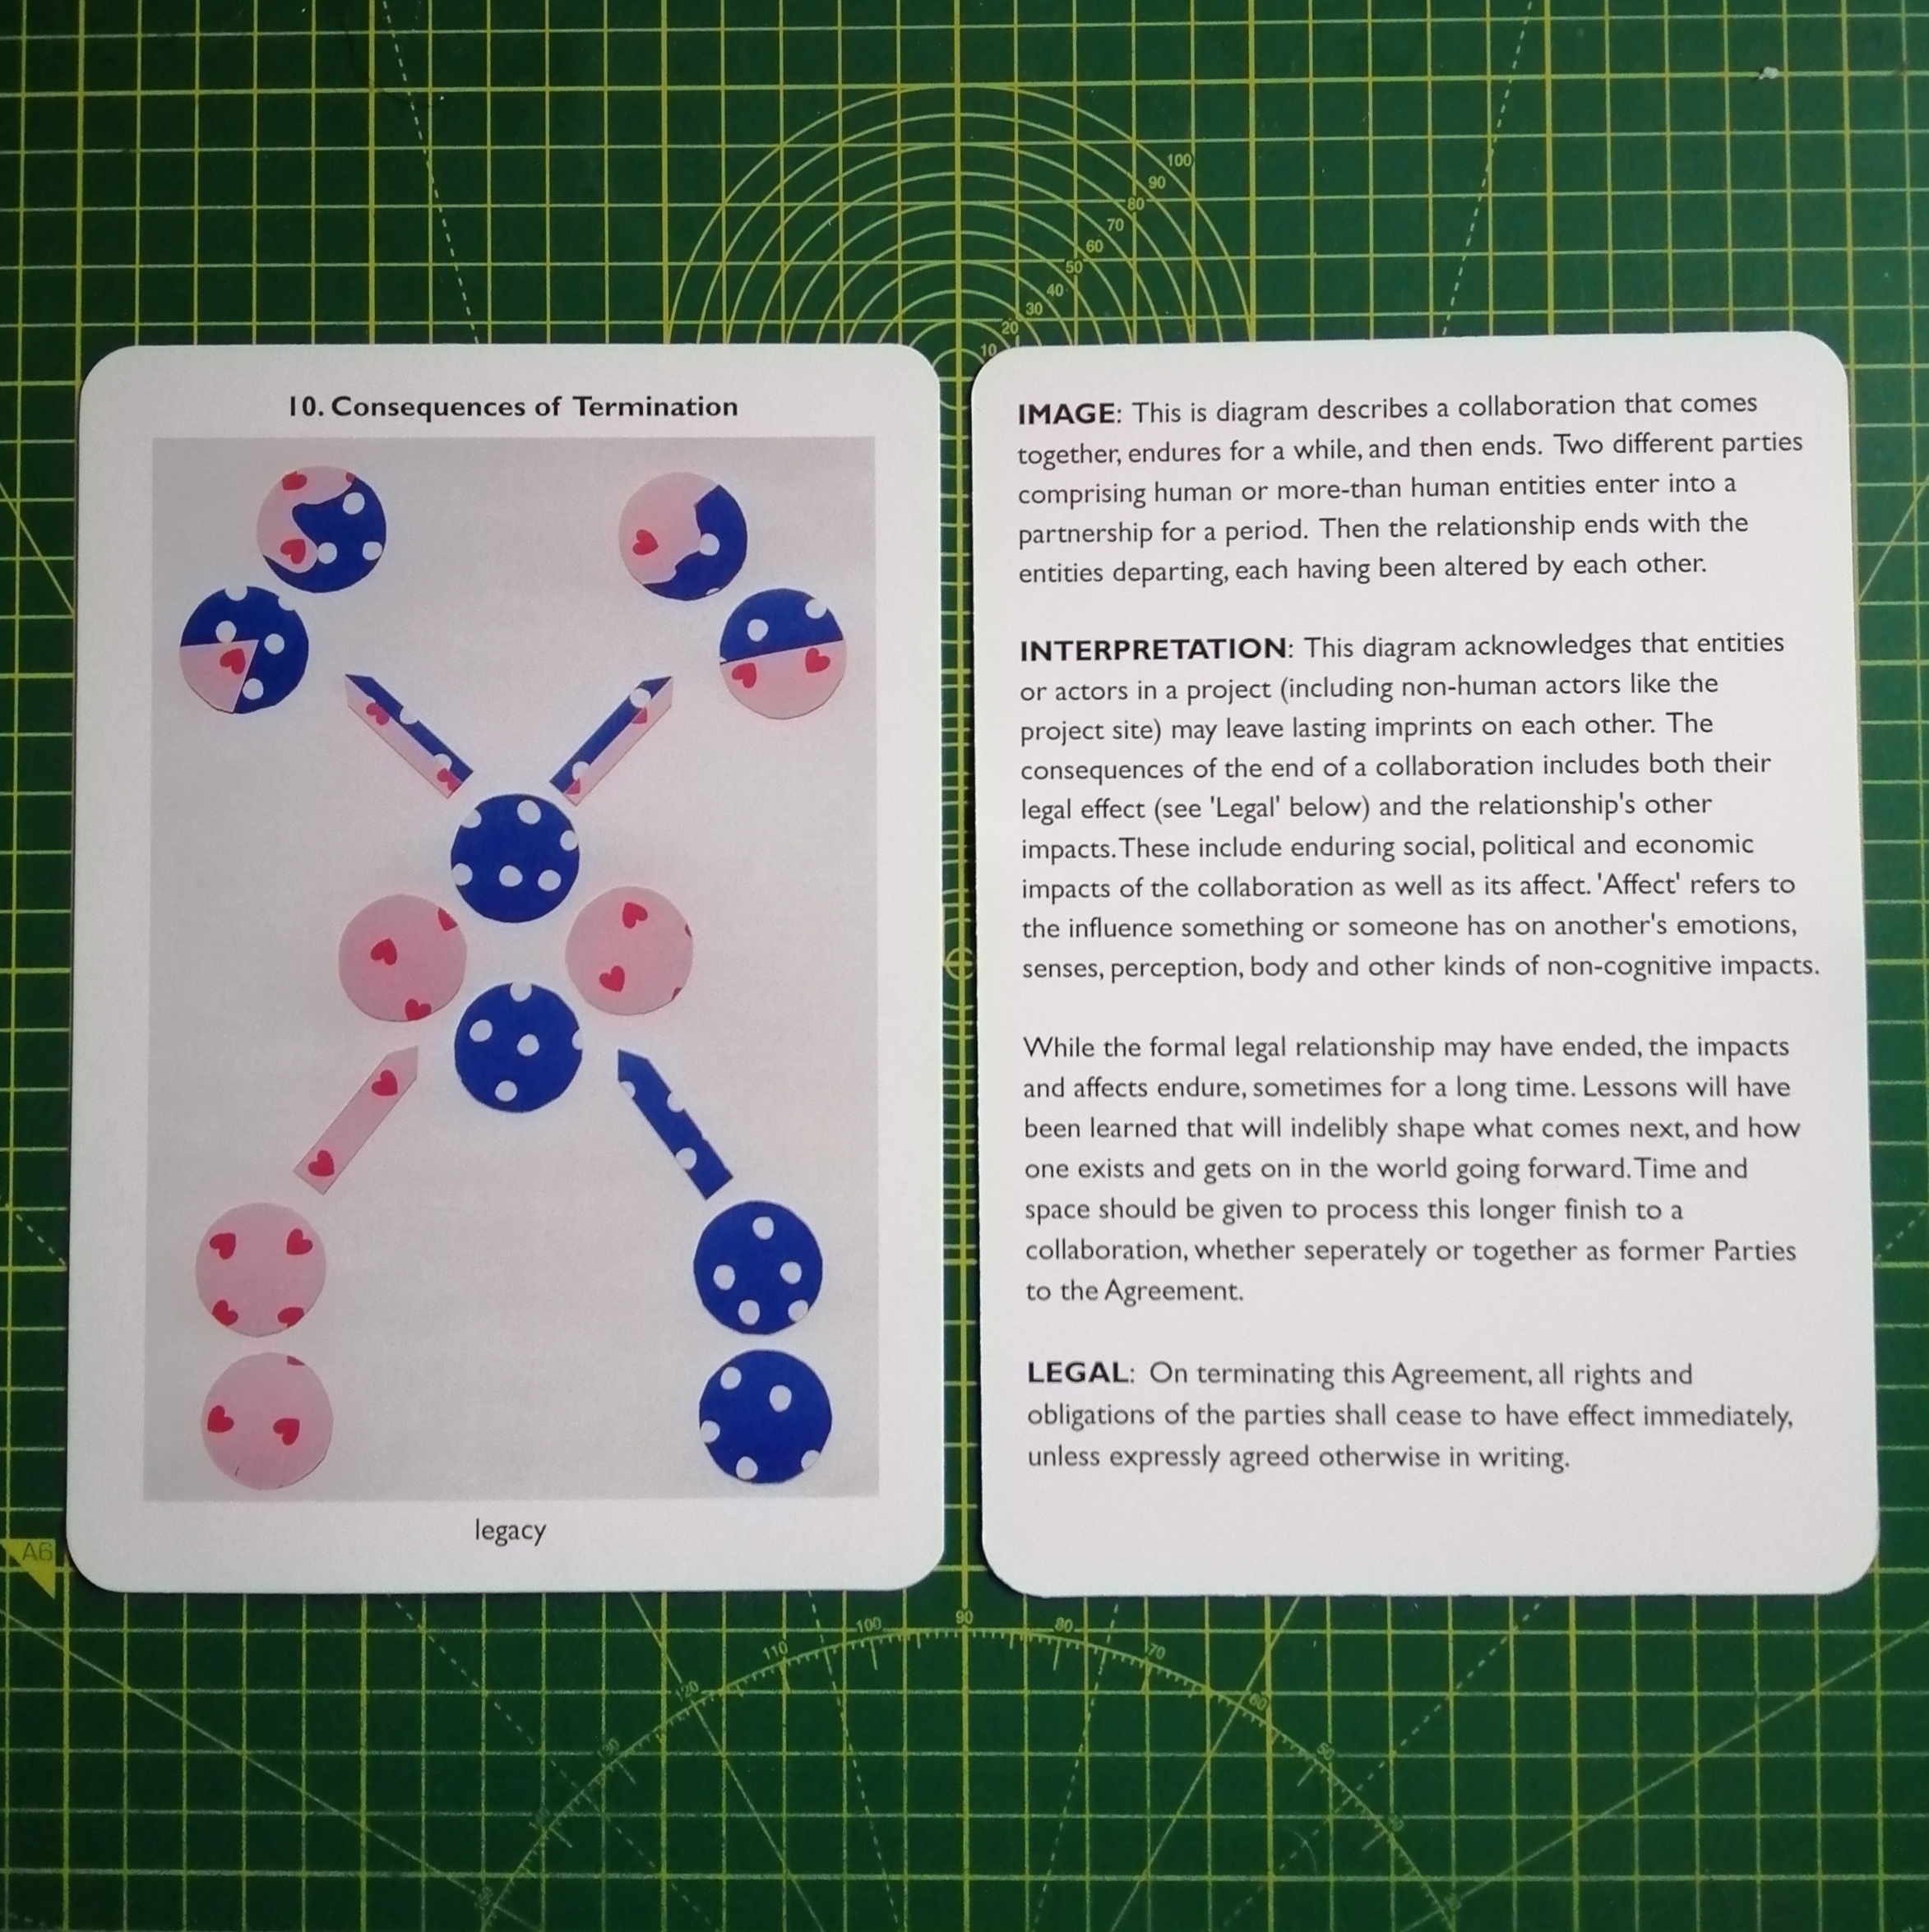 100
90
80
70
60
50
40
30
20
10
10. Consequences of Termination
legacy
IMAGE: This is diagram describes a collaboration that comes
together, endures for a while, and then ends. Two different parties
comprising human or more-than human entities enter into a
partnership for a period. Then the relationship ends with the
entities departing, each having been altered by each other.
INTERPRETATION: This diagram acknowledges that entities
or actors in a project (including non-human actors like the
project site) may leave lasting imprints on each other. The
consequences of the end of a collaboration includes both their
legal effect (see 'Legal' below) and the relationship's other
impacts. These include enduring social, political and economic
impacts of the collaboration as well as its affect. 'Affect' refers to
the influence something or someone has on another's emotions,
senses, perception, body and other kinds of non-cognitive impacts.
While the formal legal relationship may have ended, the impacts
and affects endure, sometimes for a long time. Lessons will have
been learned that will indelibly shape what comes next, and how
one exists and gets on in the world going forward. Time and
space should be given to process this longer finish to a
collaboration, whether seperately or together as former Parties
to the Agreement.
LEGAL: On terminating this Agreement, all rights and
obligations of the parties shall cease to have effect immediately,
unless expressly agreed otherwise in writing.
A6
120
110
100
90
80
70
60
50
130